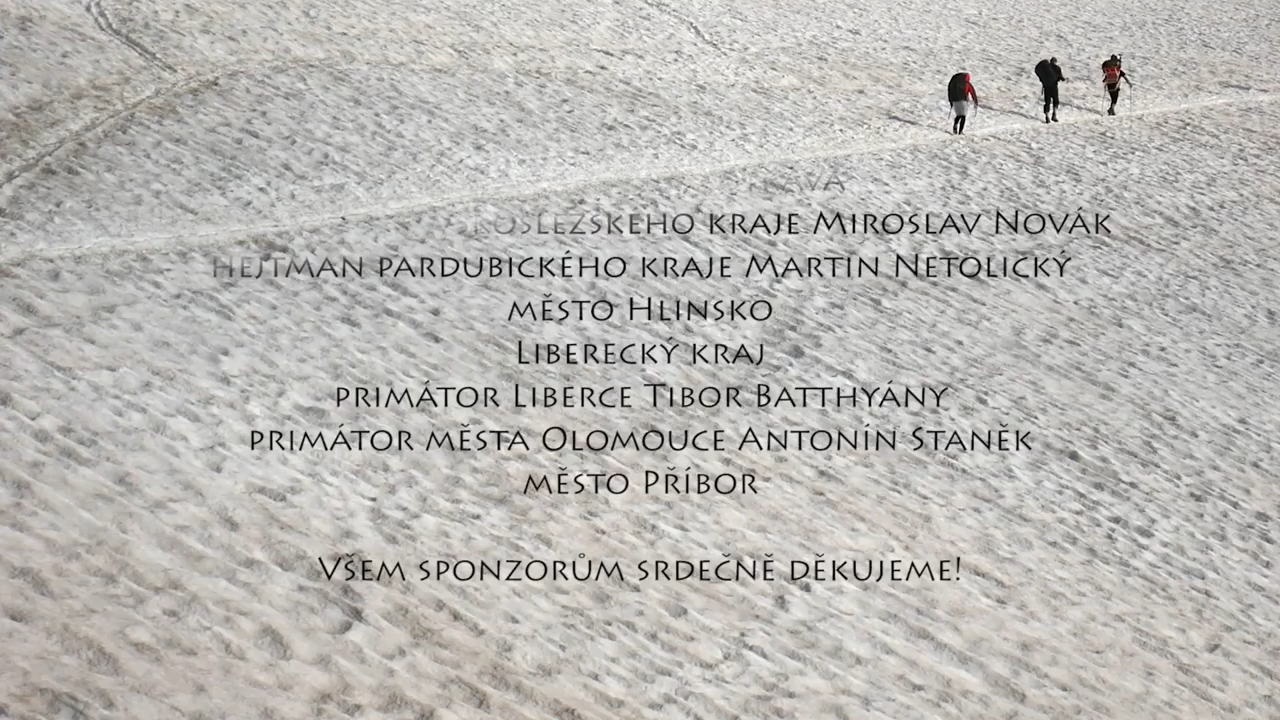 KRAJE MIROSLAV NOVÁK
HEJTMAN PARDUBICKÉHO KRAJE MARTIN NETOLICKÝ
MĚSTO HLINSKO
LIBERECKÝ KRAJ
PRIMÁTOR LIBERCE TIBOR BATTHYÁNY
PRIMÁTOR MĚSTA OLOMOUCE ANTONÍN STANĚK
MĚSTO PŘÍBOR
VŠEM SPONZORŮM SRDEČNĚ DĚKUJEME!